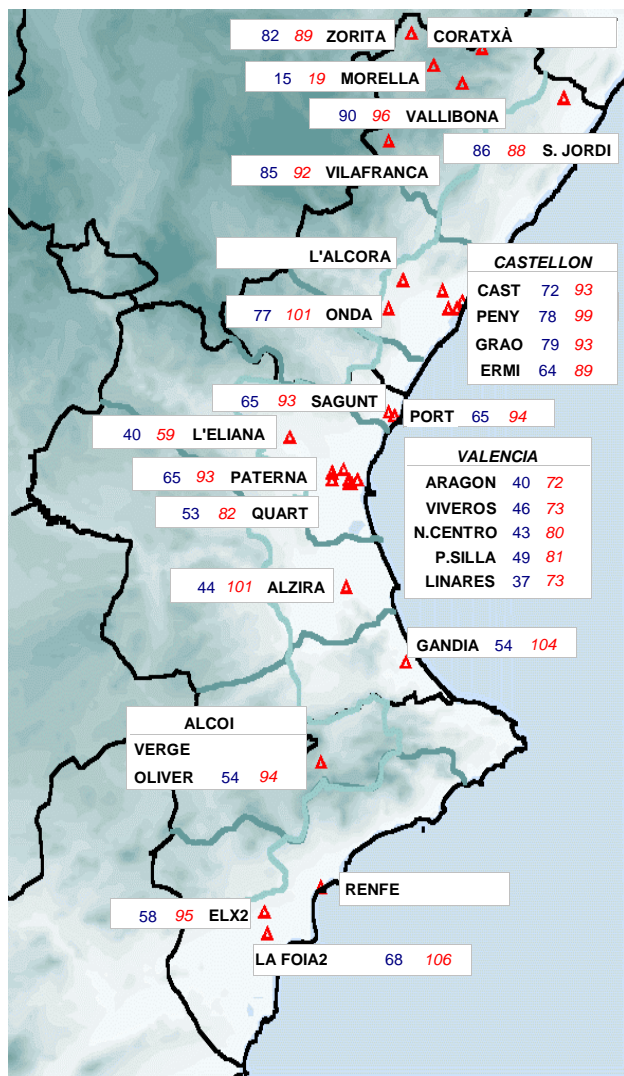 82 89 ZORITA
CORATXÀ
15 19 MORELLA
90 96 VALLIBONA
86 88 S. JORDI
85 92 VILAFRANCA
L'ALCORA
CASTELLON
CAST 72 93
PENY 78 99
GRAO 79 93
ERMI 64 89
77 101 ONDA
65 93 SAGUNT
PORT 65 94
40 59 L'ELIANA
65 93 PATERNA
53 82 QUART
VALENCIA
ARAGON 40 72
VIVEROS 46 73
N.CENTRO 43 80
P.SILLA 49 81
LINARES 37 73
44 101 ALZIRA
GANDIA 54 104
ALCOI
VERGE
OLIVER 54 94
RENFE
58 95 ELX2
LA FOIA2 68 106